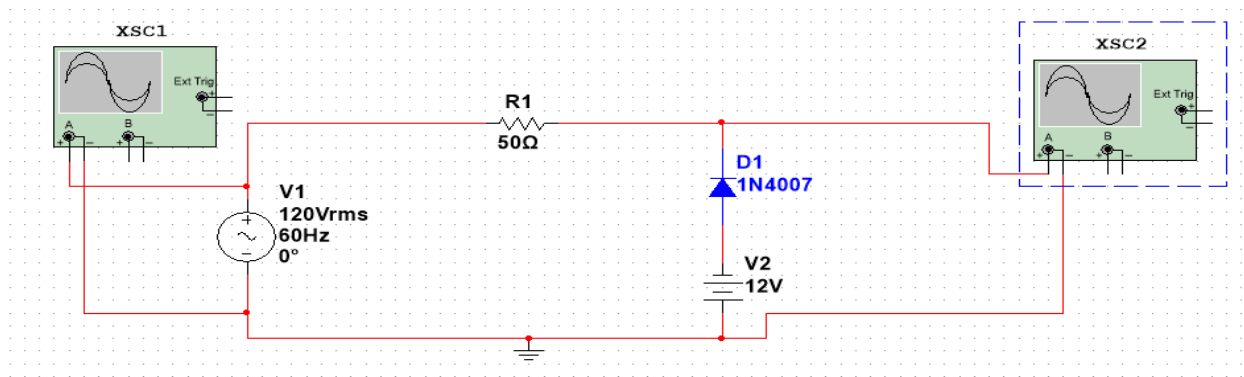 XSC1
Ext Trig
+
−
A
B
+ − + −
XSC2
Ext Trig
+
−
A
B
+ − + −
R1
50Ω
D1
1N4007
V1
120Vrms
60Hz
0°
+
−
V2
12V